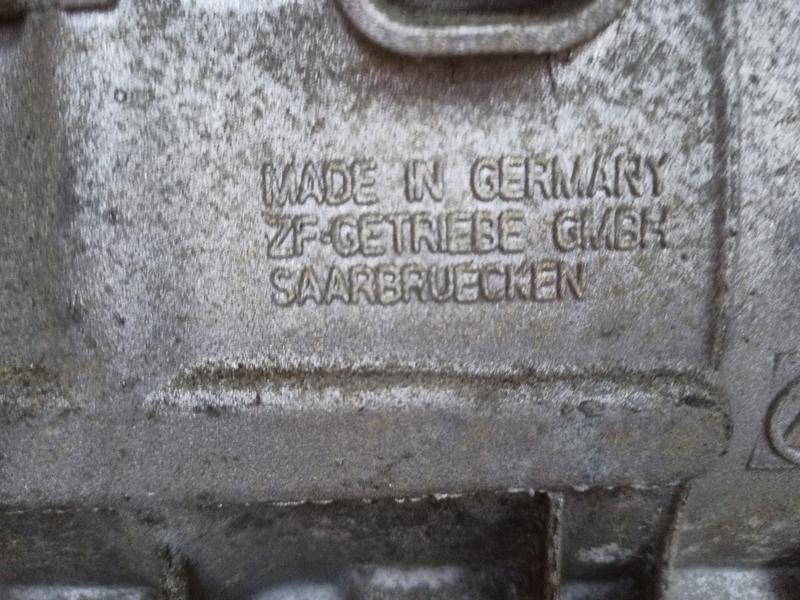 MADE IN GERMANY
ZF-GETRIEBE GMBH
SAARBRUECKEN